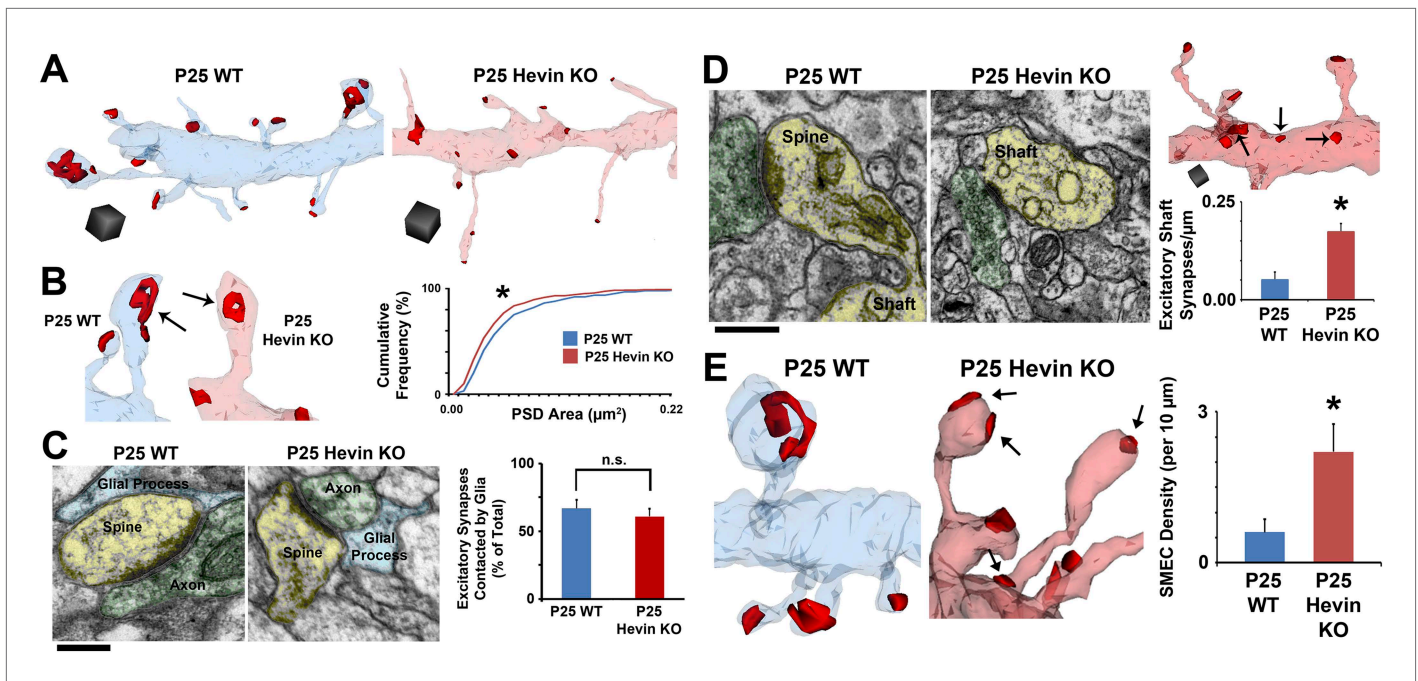 A
P25 WT
P25 Hevin KO
B
P25 WT
P25
Hevin KO
Cumulative
Frequency (%)
100
0
*
P25 WT
P25 Hevin KO
0.00
PSD Area (µm²)
0.22
C
P25 WT
P25 Hevin KO
Glial Process
Spine
Axon
Axon
Spine
Glial
Process
Excitatory Synapses
Contacted by Glia
(% of Total)
100
50
0
n.s.
P25 WT
P25
Hevin KO
D
P25 WT
P25 Hevin KO
Spine
Shaft
Shaft
Excitatory Shaft
Synapses/µm
0.25
0.00
*
P25
WT
P25
Hevin KO
E
P25 WT
P25 Hevin KO
SMEC Density (per 10 µm)
3
0
*
P25
WT
P25
Hevin
KO